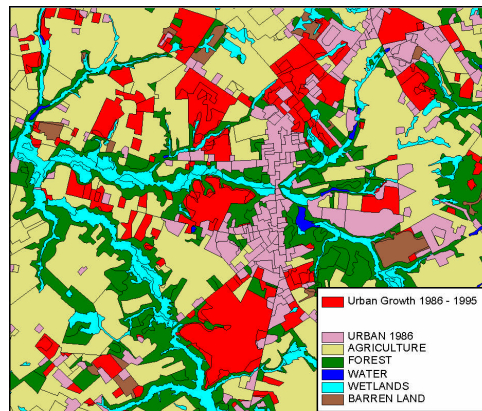 Urban Growth 1986 - 1995
URBAN 1986
AGRICULTURE
FOREST
WATER
WETLANDS
BARREN LAND